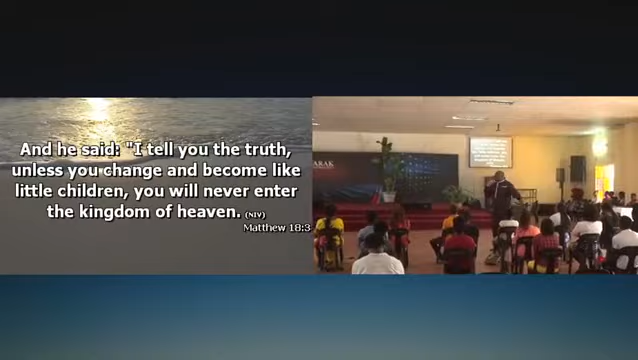 And he said: "I tell you the truth,
unless you change and become like
little children, you will never enter
the kingdom of heaven. (NIV)
Matthew 18:3
ARAK